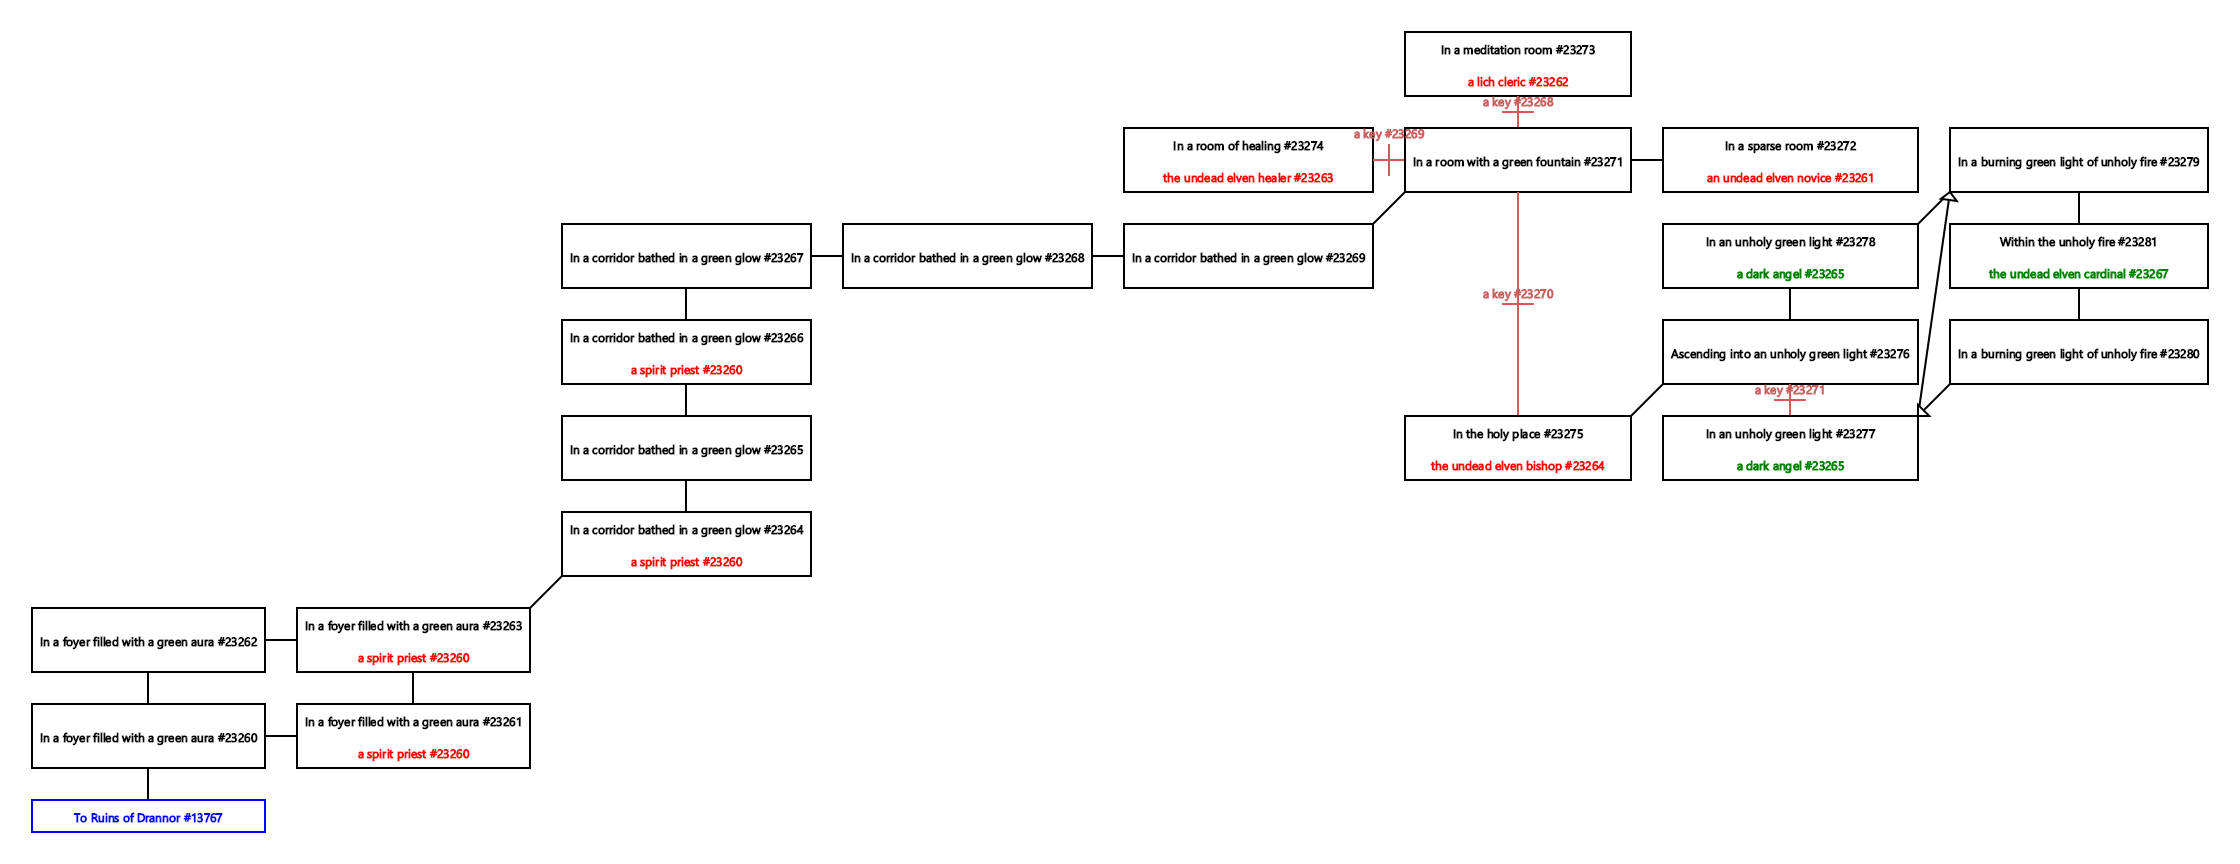 In a meditation room #23273
a lich cleric #23262
a key #23268
a key #23269
In a room of healing #23274
the undead elven healer #23263
In a room with a green fountain #23271
In a sparse room #23272
an undead elven novice #23261
In a burning green light of unholy fire #23279
In a corridor bathed in a green glow #23267
In a corridor bathed in a green glow #23268
In a corridor bathed in a green glow #23269
In an unholy green light #23278
a dark angel #23265
Within the unholy fire #23281
the undead elven cardinal #23267
a key #23270
In a corridor bathed in a green glow #23266
a spirit priest #23260
Ascending into an unholy green light #23276
In a burning green light of unholy fire #23280
a key #23271
In a corridor bathed in a green glow #23265
In the holy place #23275
the undead elven bishop #23264
In an unholy green light #23277
a dark angel #23265
In a corridor bathed in a green glow #23264
a spirit priest #23260
In a foyer filled with a green aura #23262
In a foyer filled with a green aura #23263
a spirit priest #23260
In a foyer filled with a green aura #23260
In a foyer filled with a green aura #23261
a spirit priest #23260
To Ruins of Drannor #13767